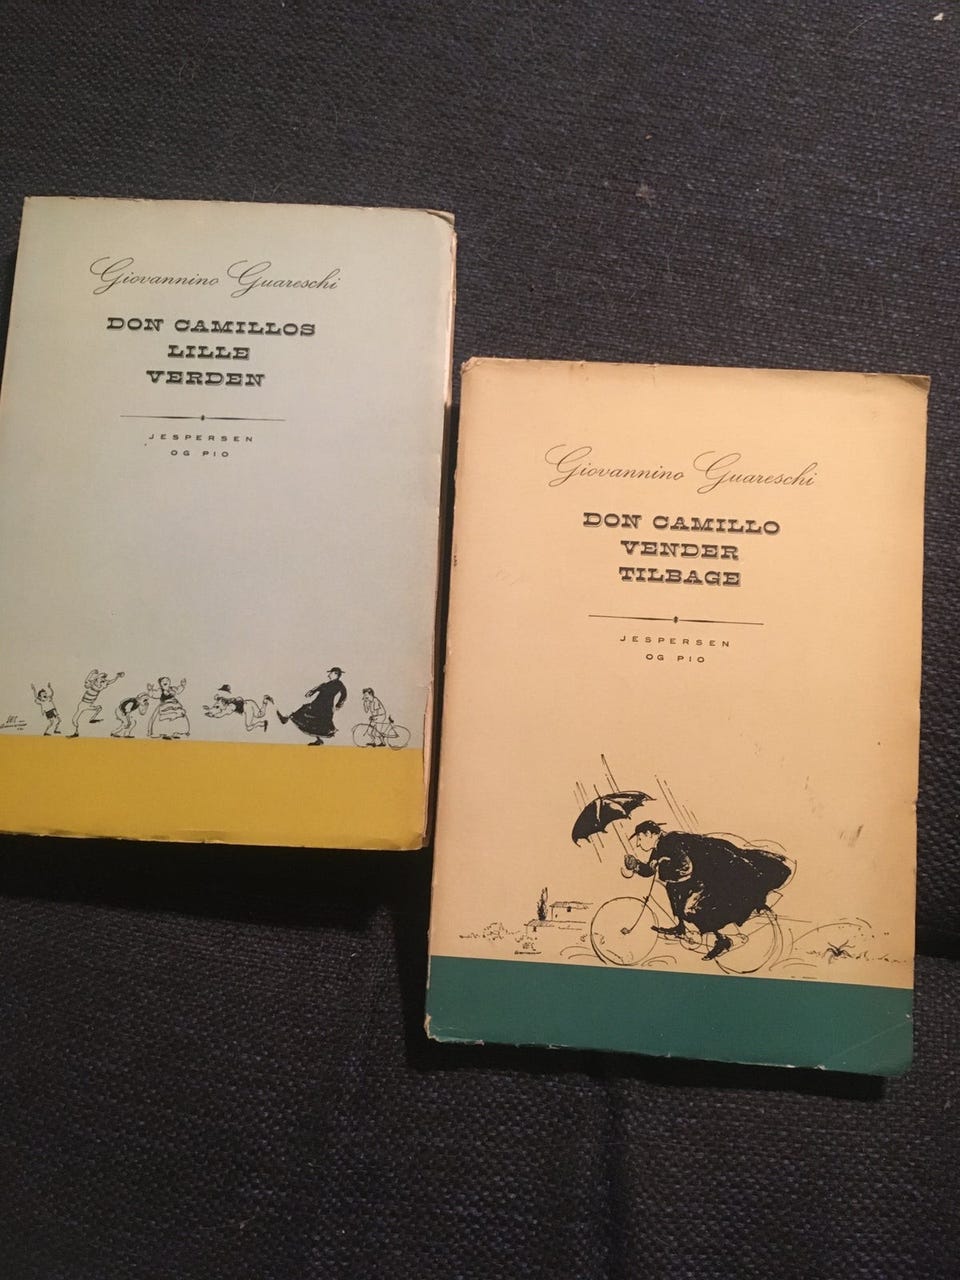 Giovannino Guareschi
DON CAMILLOS
LILLE
VERDEN
JESPERSEN
OG PIO
Giovannino Guareschi
DON CAMILLO
VENDER
TILBAGE
JESPERSEN
OG PIO